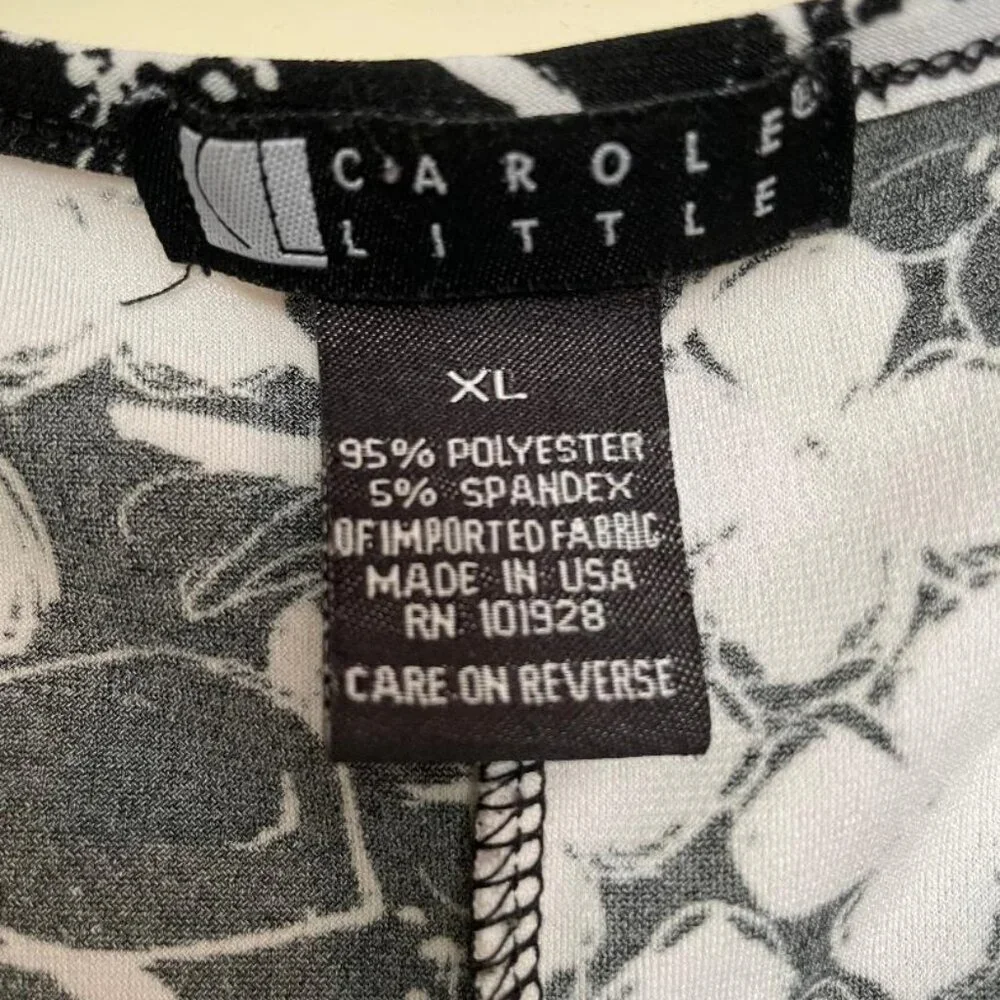 CAROLE®
LITTLE
XL
95% POLYESTER
5% SPANDEX
OF IMPORTED FABRIC
MADE IN USA
RN 101928
CARE ON REVERSE